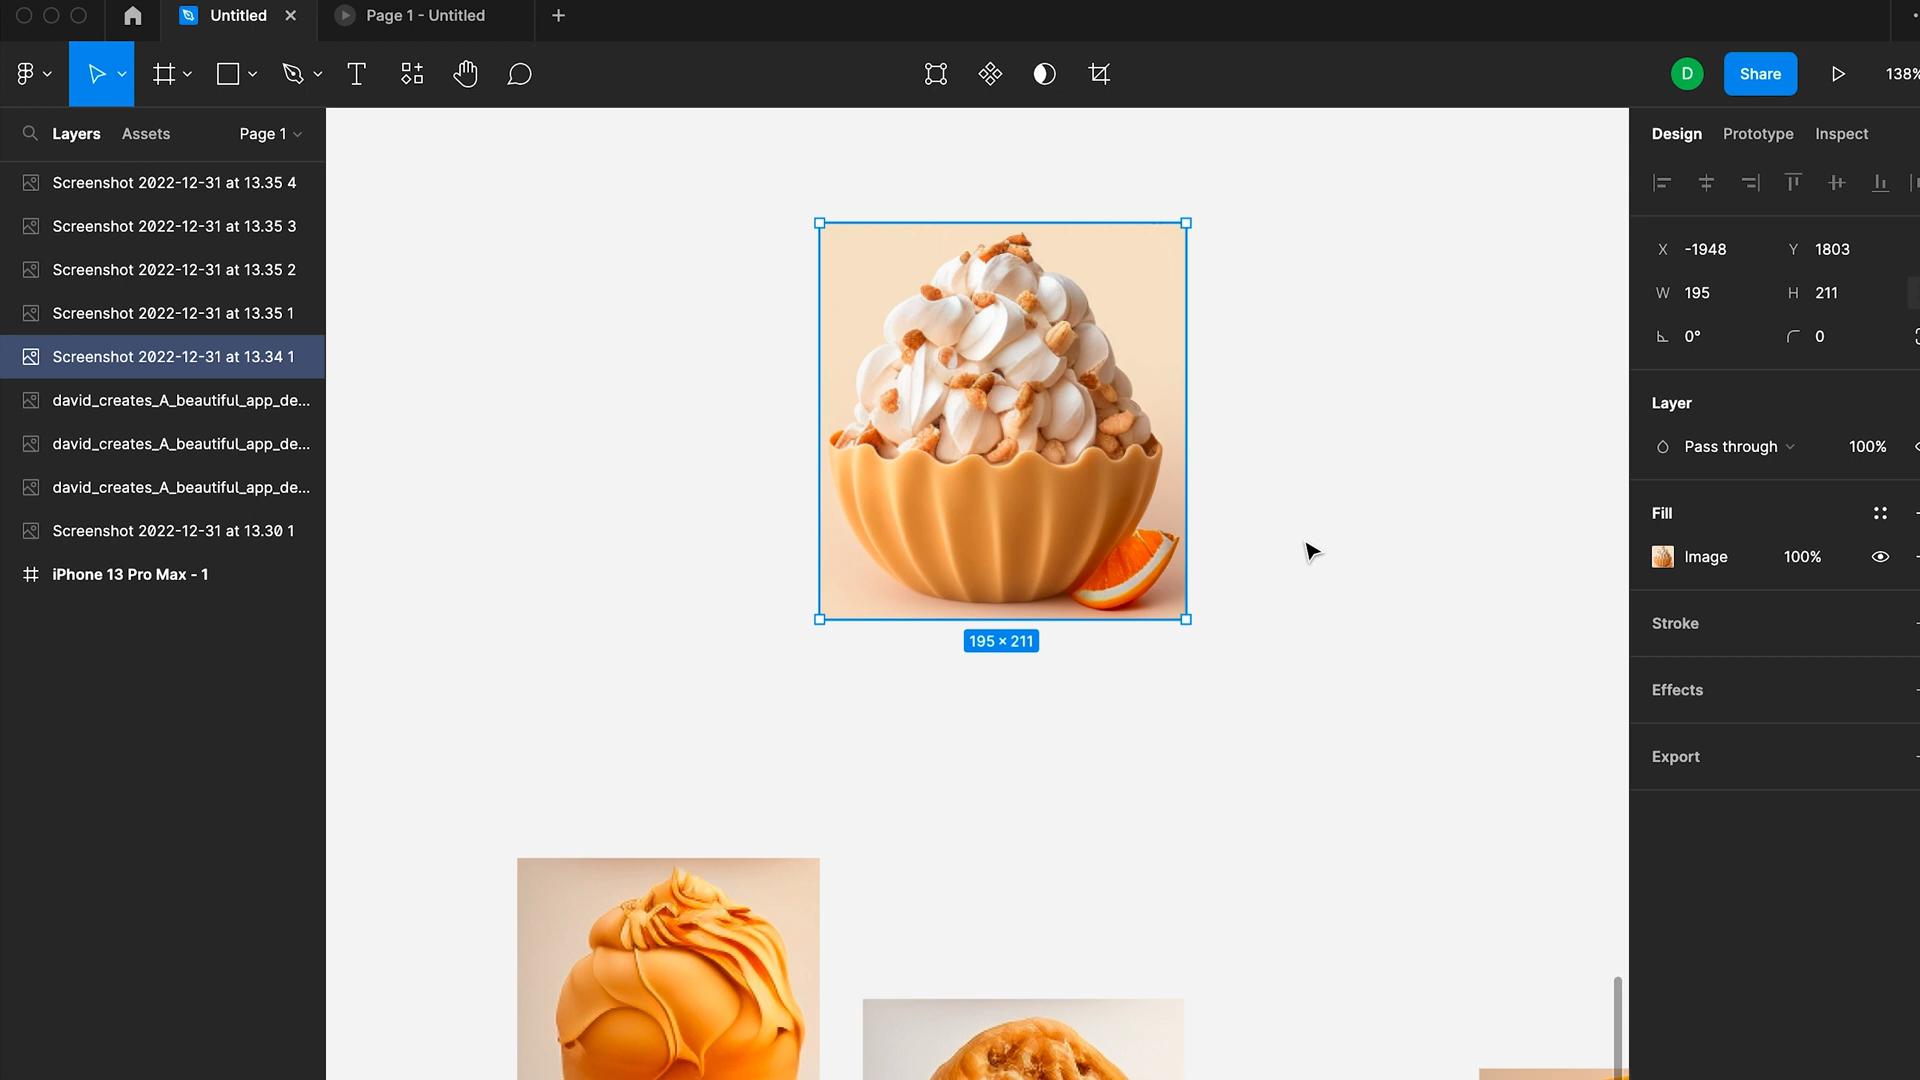 Untitled
Page 1 - Untitled
D
Share
138%
Layers
Assets
Page 1
Design
Prototype
Inspect
Screenshot 2022-12-31 at 13.35 4
Screenshot 2022-12-31 at 13.35 3
Screenshot 2022-12-31 at 13.35 2
Screenshot 2022-12-31 at 13.35 1
Screenshot 2022-12-31 at 13.34 1
david_creates_A_beautiful_app_de...
david_creates_A_beautiful_app_de...
david_creates_A_beautiful_app_de...
Screenshot 2022-12-31 at 13.30 1
iPhone 13 Pro Max - 1
195 × 211
X -1948 Y 1803
W 195 H 211
0° 0
Layer
Pass through 100%
Fill
Image 100%
Stroke
Effects
Export